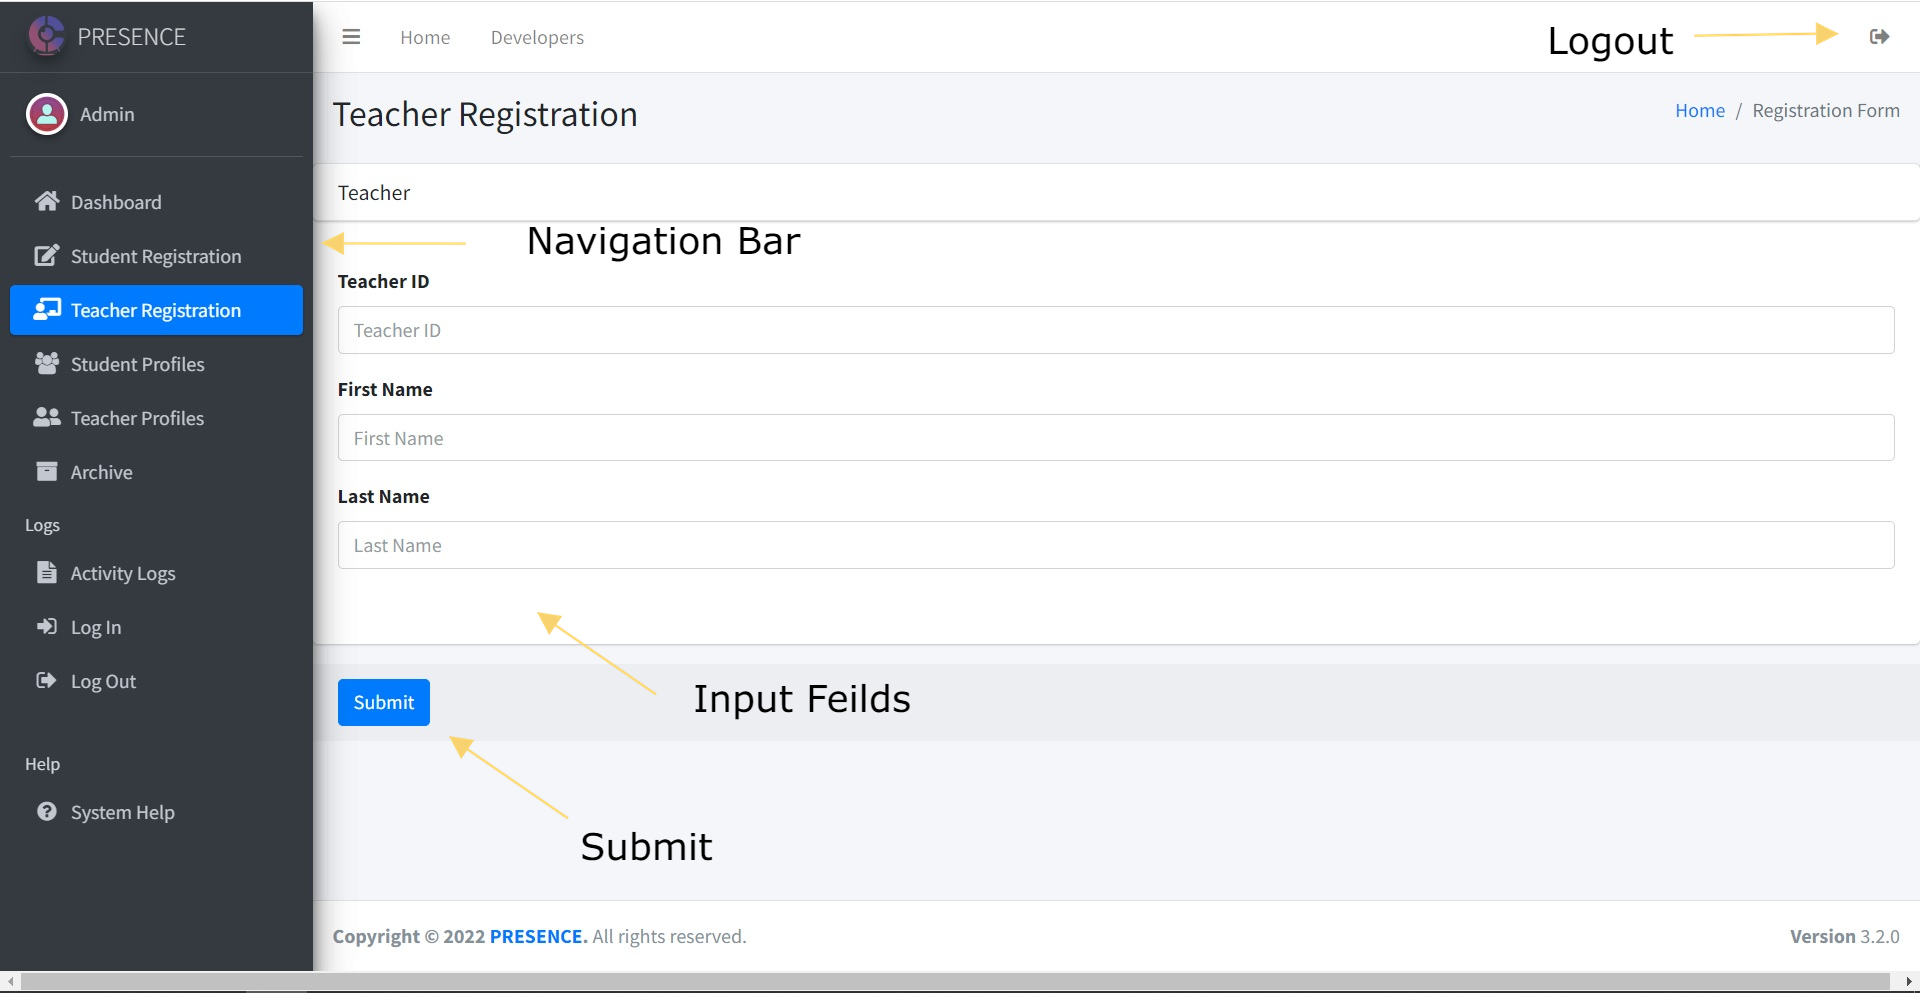 PRESENCE
Home
Developers
Logout
Admin
Teacher Registration
Home / Registration Form
Dashboard
Student Registration
Teacher Registration
Student Profiles
Teacher Profiles
Archive
Logs
Activity Logs
Log In
Log Out
Help
System Help
Teacher
Navigation Bar
Teacher ID
Teacher ID
First Name
First Name
Last Name
Last Name
Input Feilds
Submit
Submit
Copyright © 2022 PRESENCE. All rights reserved.
Version 3.2.0